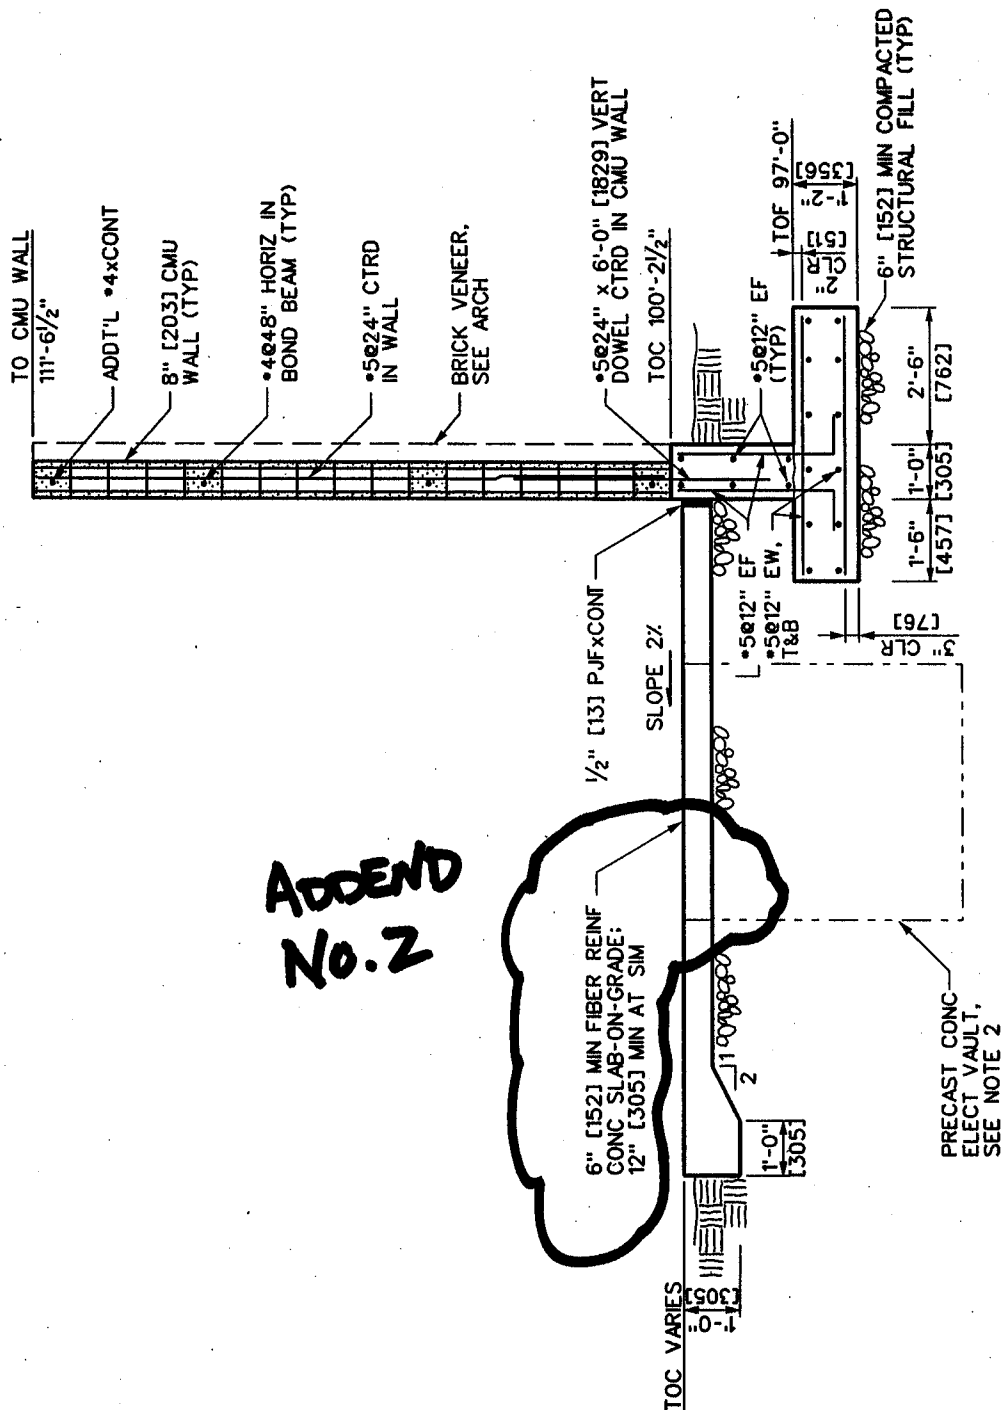 TO CMU WALL
111'-6½"
ADDT'L #4xCONT
8" [203] CMU
WALL (TYP)
#4@48" HORIZ IN
BOND BEAM (TYP)
#5@24" CTRD
IN WALL
BRICK VENEER,
SEE ARCH
#5@24" x 6'-0" [1829] VERT
DOWEL CTRD IN CMU WALL
TOC 100'-2½"
#5@12" EF
(TYP)
TOF 97'-0"
2" CLR
[51]
1'-2"
[356]
6" [152] MIN COMPACTED
STRUCTURAL FILL (TYP)
1'-6"
[457]
1'-0"
[305]
2'-6"
[762]
½" [13] PJFxCONT
SLOPE 2%
#5@12" EF
#5@12" EW,
T&B
3" CLR
[76]
ADDEND
No. 2
6" [152] MIN FIBER REINF
CONC SLAB-ON-GRADE;
12" [305] MIN AT SIM
1
2
1'-0"
[305]
PRECAST CONC
ELECT VAULT,
SEE NOTE 2
TOC VARIES
1'-0"
[305]